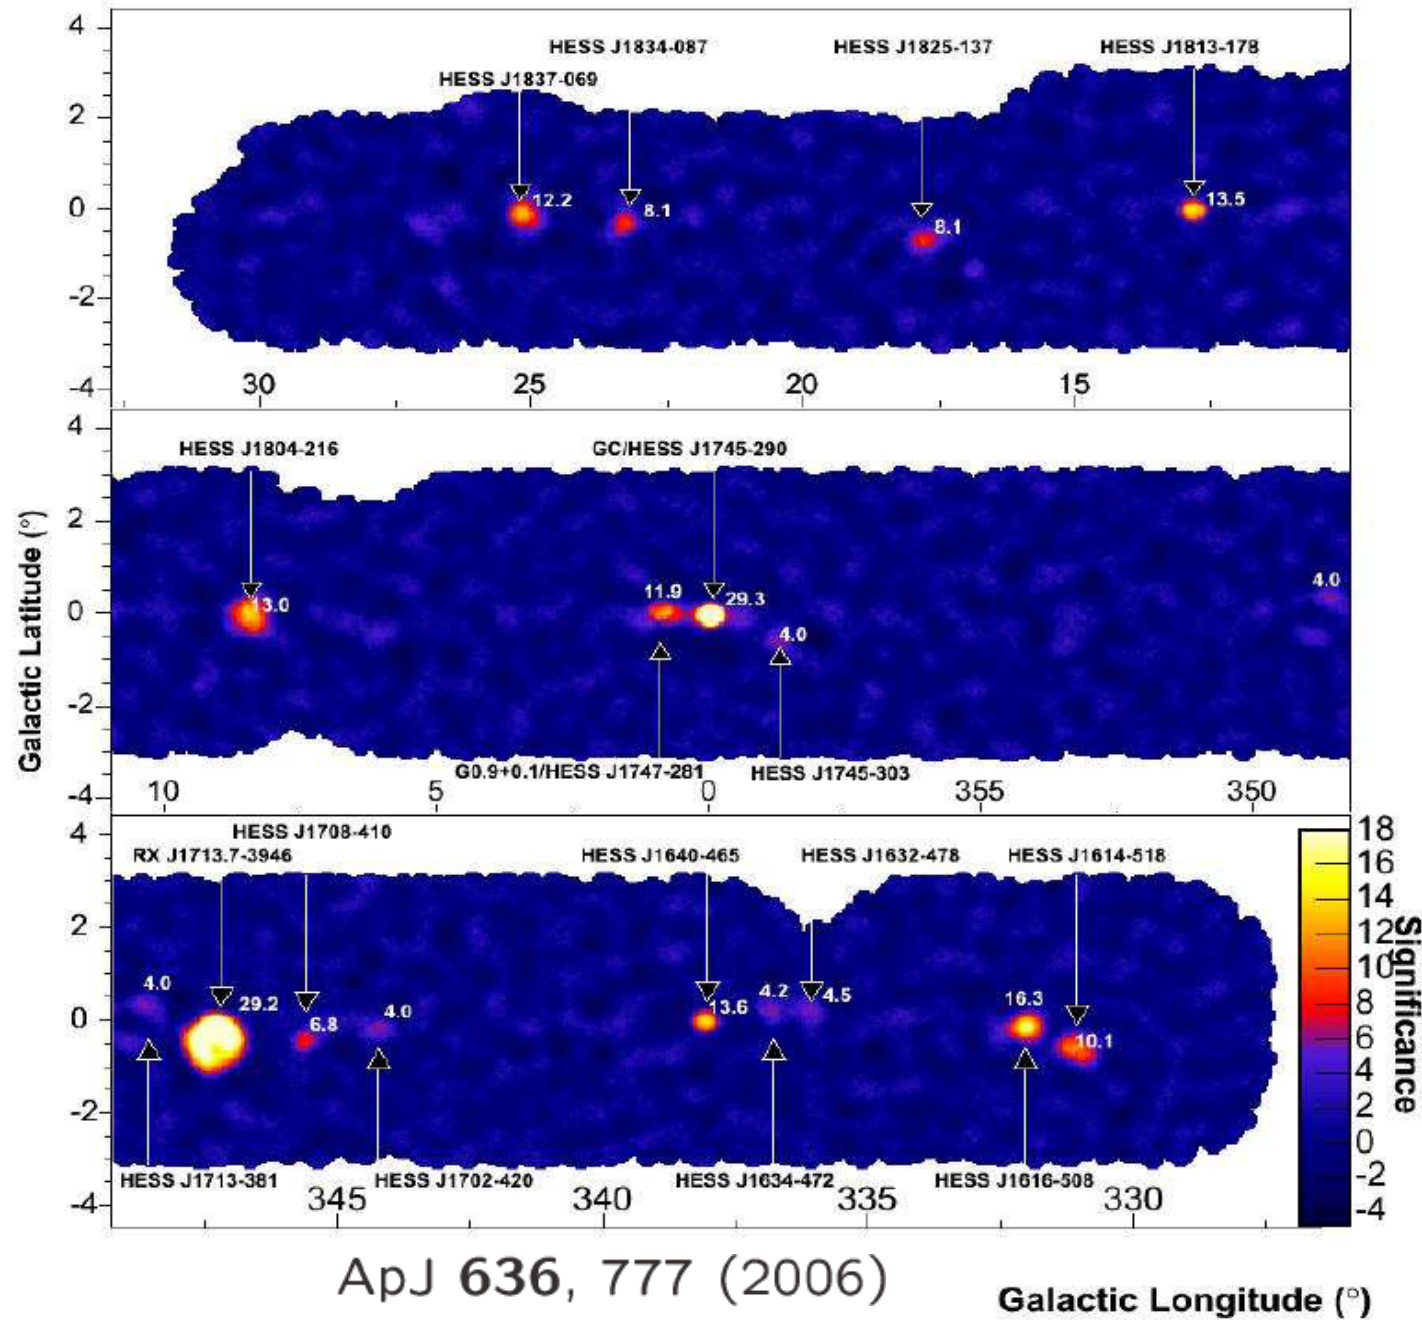 HESS J1834-087 HESS J1825-137 HESS J1813-178
HESS J1837-069
4
2
12.2 8.1 8.1 13.5
0
-2
-4
30 25 20 15
4
HESS J1804-216 GC/HESS J1745-290
2
11.9 29.3 4.0
13.0 4.0
0
-2
G0.9+0.1/HESS J1747-281 HESS J1745-303
-4
10 5 0 355 350
Galactic Latitude (°)
4
HESS J1708-410
RX J1713.7-3946 HESS J1640-465 HESS J1632-478 HESS J1614-518
2
4.0 29.2 6.8 4.0 13.6 4.2 4.5 16.3 10.1
0
-2
HESS J1713-381 HESS J1702-420 HESS J1634-472 HESS J1616-508
-4
345 340 335 330
18
16
14
12
10
8
6
4
2
0
-2
-4
Significance
ApJ 636, 777 (2006)
Galactic Longitude (°)